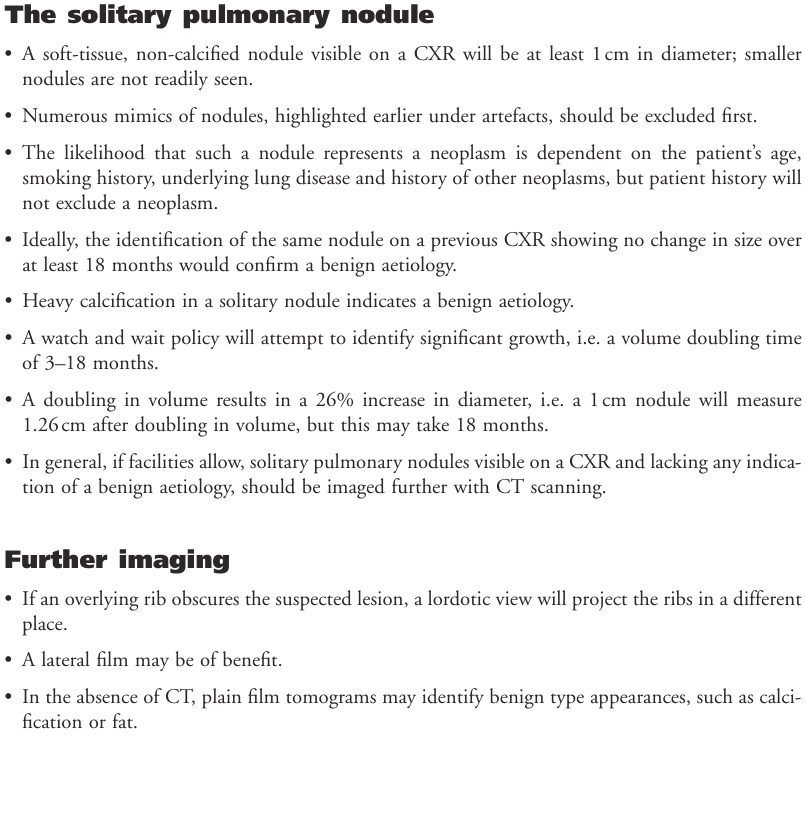 The solitary pulmonary nodule
• A soft-tissue, non-calcified nodule visible on a CXR will be at least 1 cm in diameter; smaller
nodules are not readily seen.
• Numerous mimics of nodules, highlighted earlier under artefacts, should be excluded first.
• The likelihood that such a nodule represents a neoplasm is dependent on the patient’s age,
smoking history, underlying lung disease and history of other neoplasms, but patient history will
not exclude a neoplasm.
• Ideally, the identification of the same nodule on a previous CXR showing no change in size over
at least 18 months would confirm a benign aetiology.
• Heavy calcification in a solitary nodule indicates a benign aetiology.
• A watch and wait policy will attempt to identify significant growth, i.e. a volume doubling time
of 3–18 months.
• A doubling in volume results in a 26% increase in diameter, i.e. a 1 cm nodule will measure
1.26 cm after doubling in volume, but this may take 18 months.
• In general, if facilities allow, solitary pulmonary nodules visible on a CXR and lacking any indica-
tion of a benign aetiology, should be imaged further with CT scanning.
Further imaging
• If an overlying rib obscures the suspected lesion, a lordotic view will project the ribs in a different
place.
• A lateral film may be of benefit.
• In the absence of CT, plain film tomograms may identify benign type appearances, such as calci-
fication or fat.